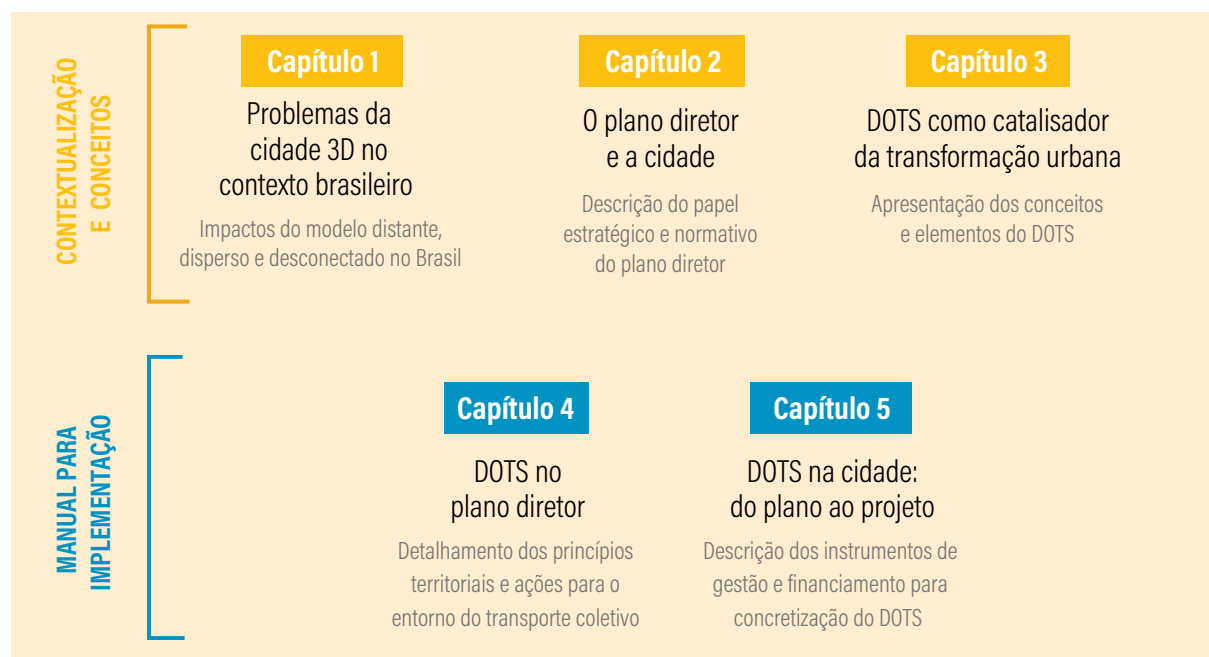 CONTEXTUALIZAÇÃO
E CONCEITOS
Capítulo 1
Problemas da
cidade 3D no
contexto brasileiro
Impactos do modelo distante,
disperso e desconectado no Brasil
Capítulo 2
O plano diretor
e a cidade
Descrição do papel
estratégico e normativo
do plano diretor
Capítulo 3
DOTS como catalisador
da transformação urbana
Apresentação dos conceitos
e elementos do DOTS
MANUAL PARA
IMPLEMENTAÇÃO
Capítulo 4
DOTS no
plano diretor
Detalhamento dos princípios
territoriais e ações para o
entorno do transporte coletivo
Capítulo 5
DOTS na cidade:
do plano ao projeto
Descrição dos instrumentos de
gestão e financiamento para
concretização do DOTS